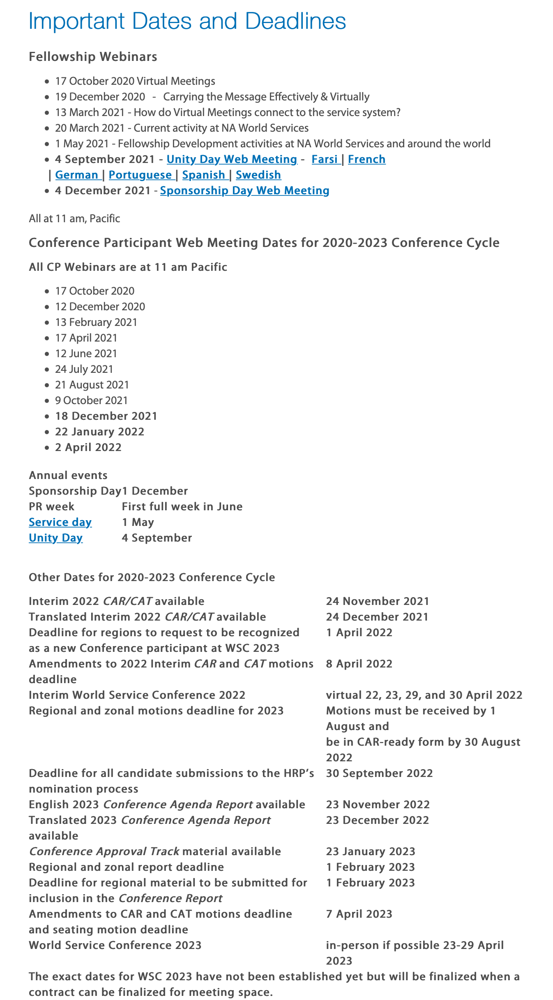 Important Dates and Deadlines
Fellowship Webinars
• 17 October 2020 Virtual Meetings
• 19 December 2020 - Carrying the Message Effectively & Virtually
• 13 March 2021 - How do Virtual Meetings connect to the service system?
• 20 March 2021 - Current activity at NA World Services
• 1 May 2021 - Fellowship Development activities at NA World Services and around the world
• 4 September 2021 - Unity Day Web Meeting - Farsi | French
| German | Portuguese | Spanish | Swedish
• 4 December 2021 - Sponsorship Day Web Meeting
All at 11 am, Pacific
Conference Participant Web Meeting Dates for 2020-2023 Conference Cycle
All CP Webinars are at 11 am Pacific
• 17 October 2020
• 12 December 2020
• 13 February 2021
• 17 April 2021
• 12 June 2021
• 24 July 2021
• 21 August 2021
• 9 October 2021
• 18 December 2021
• 22 January 2022
• 2 April 2022
Annual events
Sponsorship Day1 December
PR week First full week in June
Service day 1 May
Unity Day 4 September
Other Dates for 2020-2023 Conference Cycle
Interim 2022 CAR/CAT available 24 November 2021
Translated Interim 2022 CAR/CAT available 24 December 2021
Deadline for regions to request to be recognized 1 April 2022
as a new Conference participant at WSC 2023
Amendments to 2022 Interim CAR and CAT motions 8 April 2022
deadline
Interim World Service Conference 2022 virtual 22, 23, 29, and 30 April 2022
Regional and zonal motions deadline for 2023 Motions must be received by 1
August and
be in CAR-ready form by 30 August
2022
Deadline for all candidate submissions to the HRP’s 30 September 2022
nomination process
English 2023 Conference Agenda Report available 23 November 2022
Translated 2023 Conference Agenda Report 23 December 2022
available
Conference Approval Track material available 23 January 2023
Regional and zonal report deadline 1 February 2023
Deadline for regional material to be submitted for 1 February 2023
inclusion in the Conference Report
Amendments to CAR and CAT motions deadline 7 April 2023
and seating motion deadline
World Service Conference 2023 in-person if possible 23-29 April
2023
The exact dates for WSC 2023 have not been established yet but will be finalized when a
contract can be finalized for meeting space.